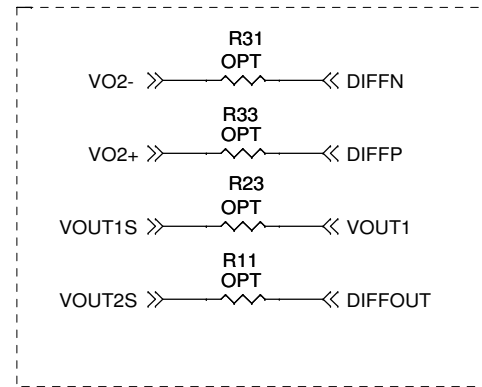 R31
OPT
VO2- DIFFN
R33
OPT
VO2+ DIFFP
R23
OPT
VOUT1S VOUT1
R11
OPT
VOUT2S DIFFOUT